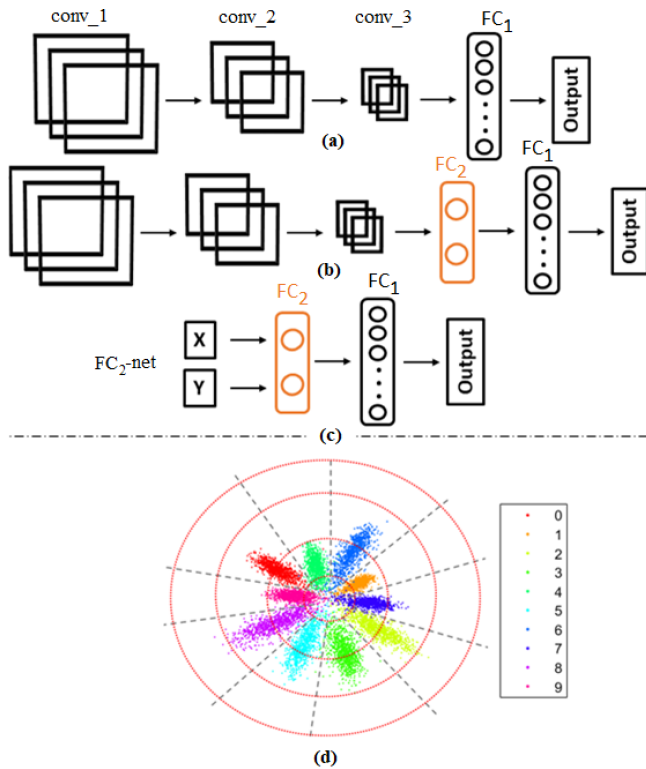 conv_1 conv_2 conv_3 FC1
Output
(a)
FC2 FC1
Output
(b)
FC2 FC1
X
FC2-net
Y
Output
(c)
0
1
2
3
4
5
6
7
8
9
(d)